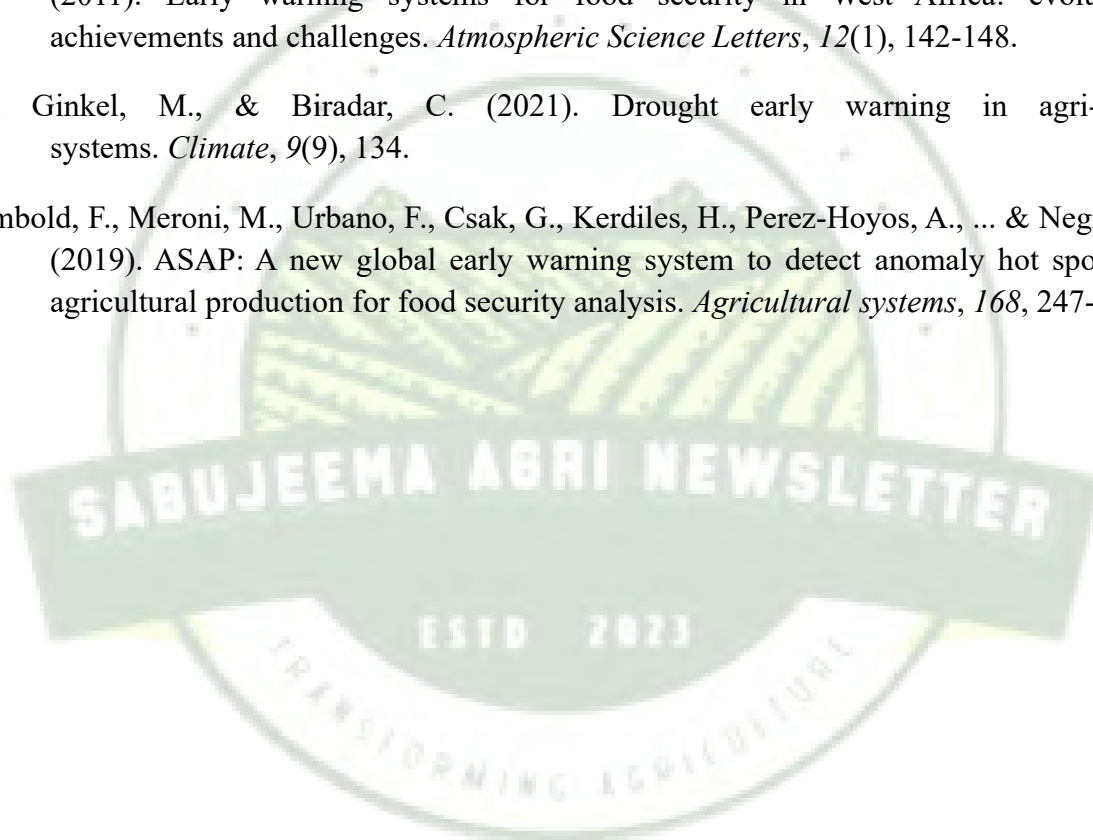 (2011). Early warning systems for food security in West Africa: evolu
achievements and challenges. Atmospheric Science Letters, 12(1), 142-148.
Ginkel, M., & Biradar, C. (2021). Drought early warning in agri-
systems. Climate, 9(9), 134.
mbold, F., Meroni, M., Urbano, F., Csak, G., Kerdiles, H., Perez-Hoyos, A., ... & Neg
(2019). ASAP: A new global early warning system to detect anomaly hot spo
agricultural production for food security analysis. Agricultural systems, 168, 247-
SABUJEEMA AGRI NEWSLETTER
ESTD 2023
TRANSFORMING AGRICULTURE